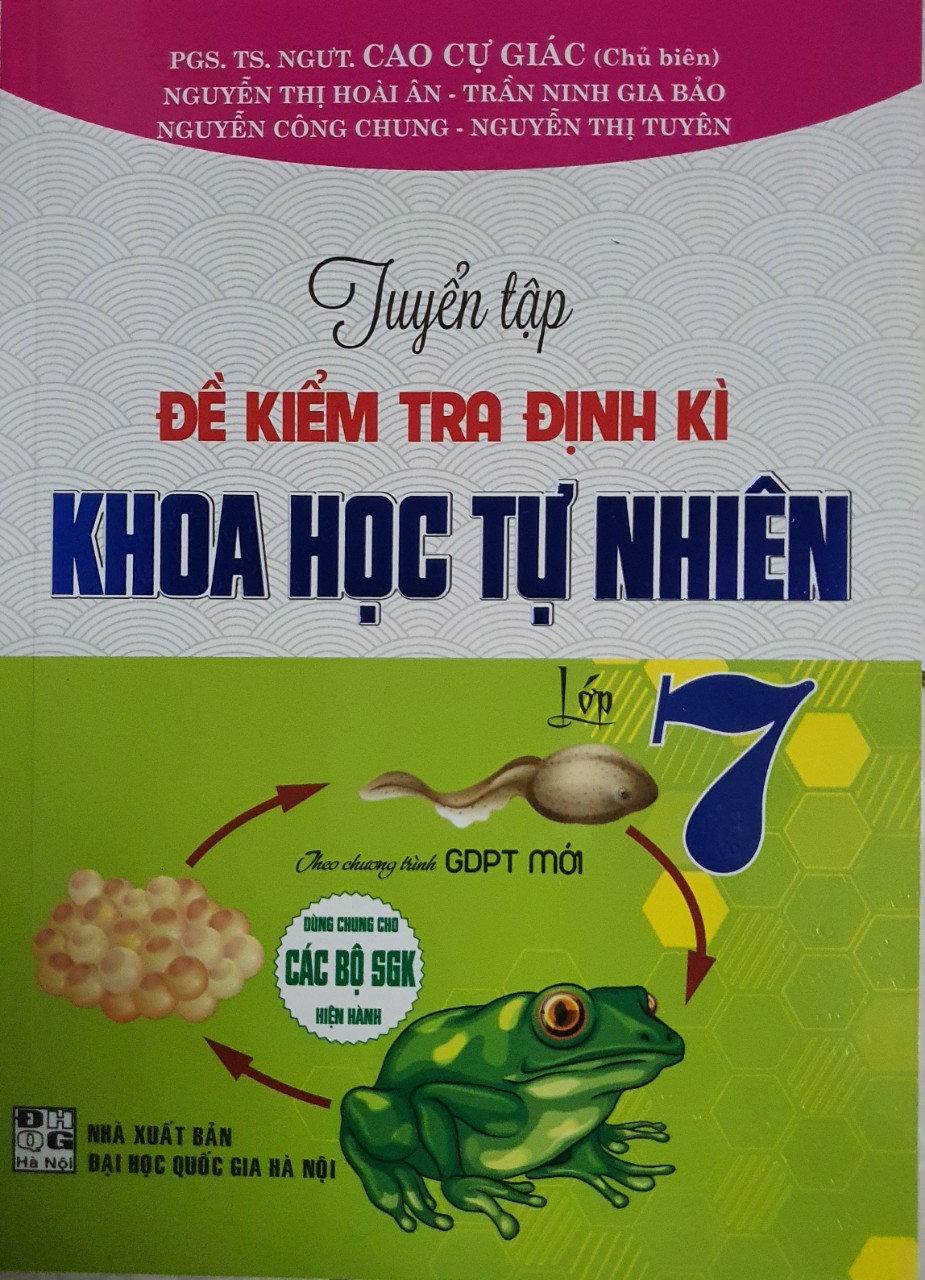 PGS. TS. NGƯT. CAO CỰ GIÁC (Chủ biên)
NGUYỄN THỊ HOÀI ÂN - TRẦN NINH GIA BẢO
NGUYỄN CÔNG CHUNG - NGUYỄN THỊ TUYÊN
Tuyển tập
ĐỀ KIỂM TRA ĐỊNH KÌ
KHOA HỌC TỰ NHIÊN
Lớp 7
Theo chương trình GDPT MỚI
DÙNG CHUNG CHO
CÁC BỘ SGK
HIỆN HÀNH
ĐH
QG
Hà Nội
NHÀ XUẤT BẢN
ĐẠI HỌC QUỐC GIA HÀ NỘI